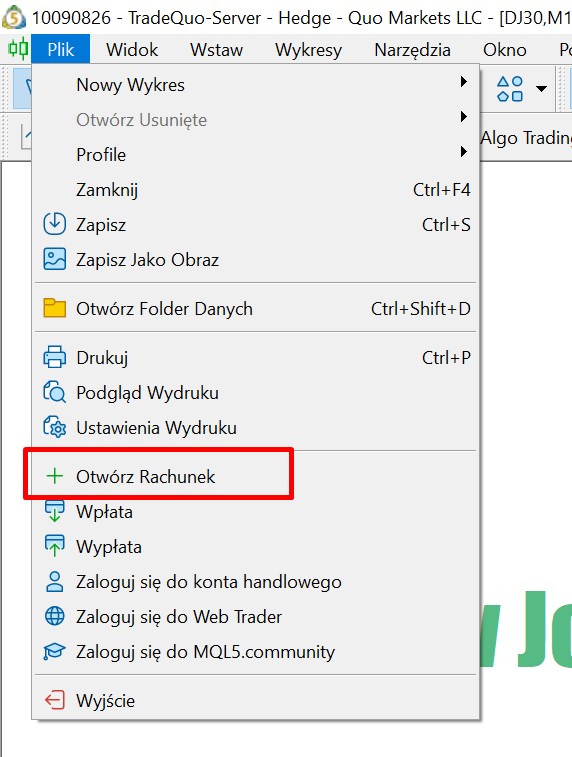 10090826 - TradeQuo-Server - Hedge - Quo Markets LLC - [DJ30,M1
Plik Widok Wstaw Wykresy Narzędzia Okno
Nowy Wykres
Otwórz Usunięte
Algo Trading
Profile
Zamknij Ctrl+F4
Zapisz Ctrl+S
Zapisz Jako Obraz
Otwórz Folder Danych Ctrl+Shift+D
Drukuj Ctrl+P
Podgląd Wydruku
Ustawienia Wydruku
Otwórz Rachunek
Wpłata
Wypłata
Zaloguj się do konta handlowego
Zaloguj się do Web Trader
Zaloguj się do MQL5.community
Wyjście